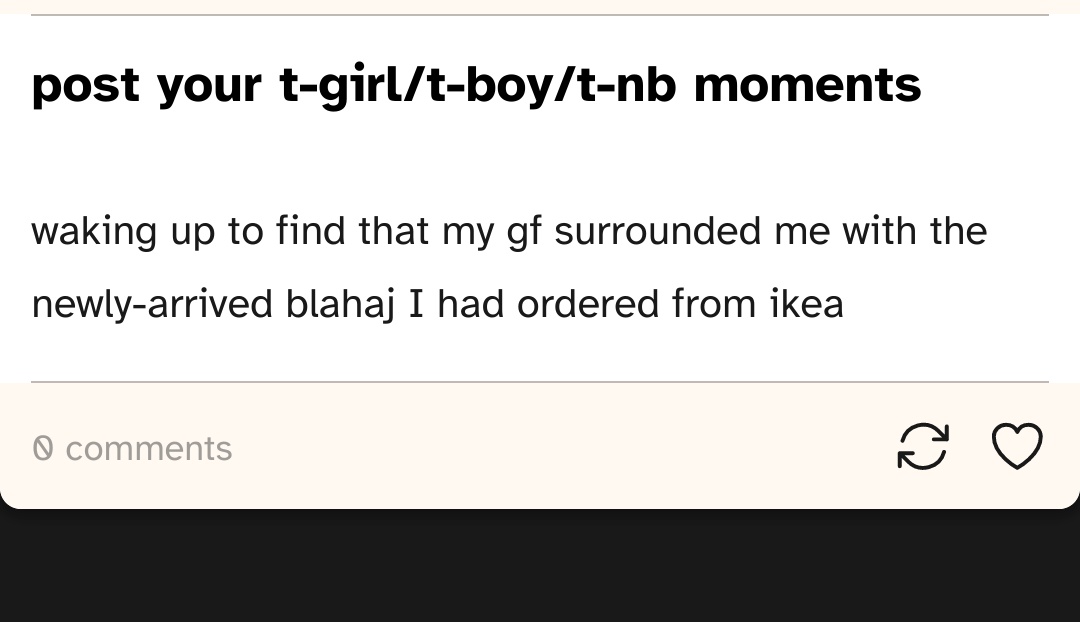 post your t-girl/t-boy/t-nb moments
waking up to find that my gf surrounded me with the
newly-arrived blahaj I had ordered from ikea
0 comments